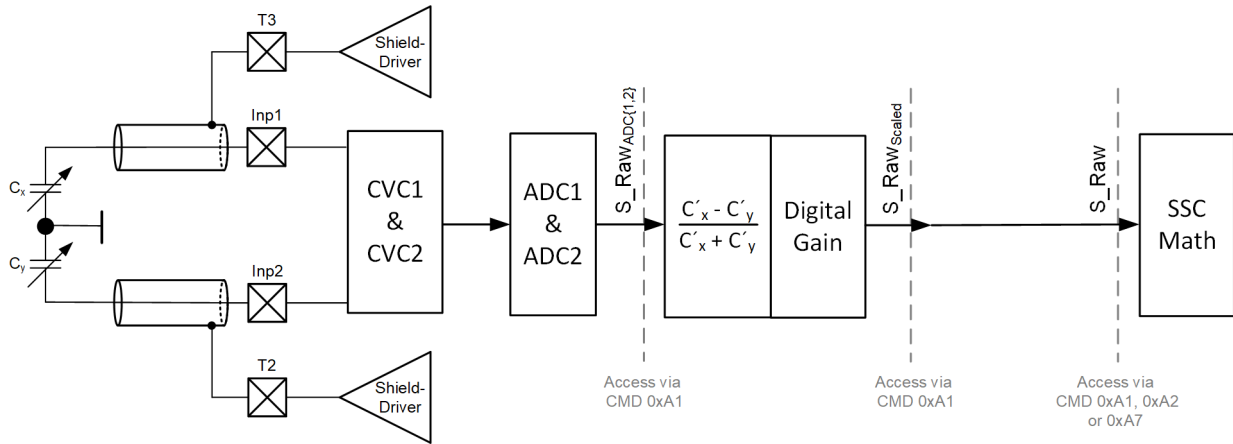 T3
Shield-
Driver
Inp1
Cx
Cy
Inp2
T2
Shield-
Driver
CVC1
&
CVC2
ADC1
&
ADC2
S_RawADC{1,2}
C´x - C´y
C´x + C´y
Digital
Gain
S_RawScaled
S_Raw
SSC
Math
Access via
CMD 0xA1
Access via
CMD 0xA1
Access via
CMD 0xA1, 0xA2
or 0xA7